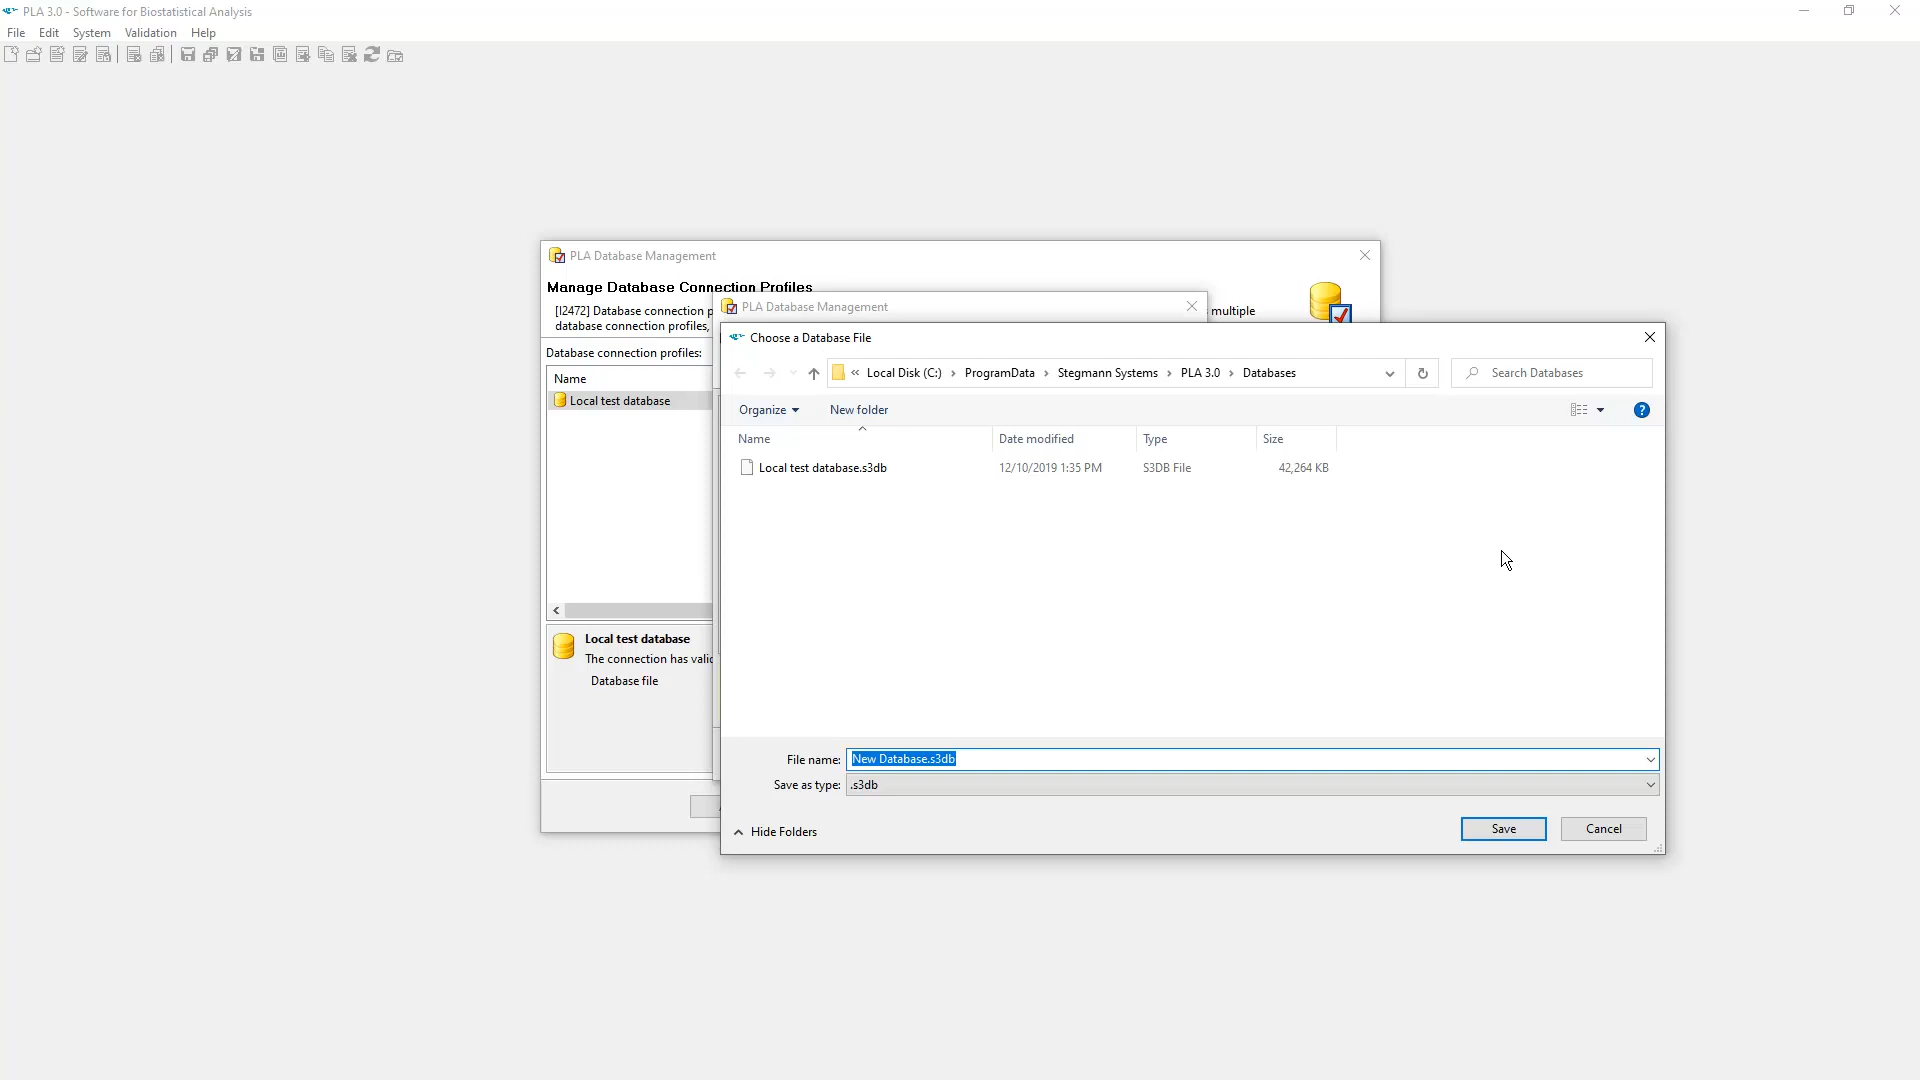 PLA 3.0 - Software for Biostatistical Analysis
File Edit System Validation Help
PLA Database Management
Manage Database Connection Profiles
[I2472] Database connection p
multiple
database connection profiles,
Database connection profiles:
Name
Local test database
Local test database
The connection has valid
Database file
PLA Database Management
Choose a Database File
« Local Disk (C:) › ProgramData › Stegmann Systems › PLA 3.0 › Databases
Search Databases
Organize New folder
Name Date modified Type Size
Local test database.s3db 12/10/2019 1:35 PM S3DB File 42,264 KB
File name: New Database.s3db
Save as type: .s3db
Hide Folders
Save Cancel